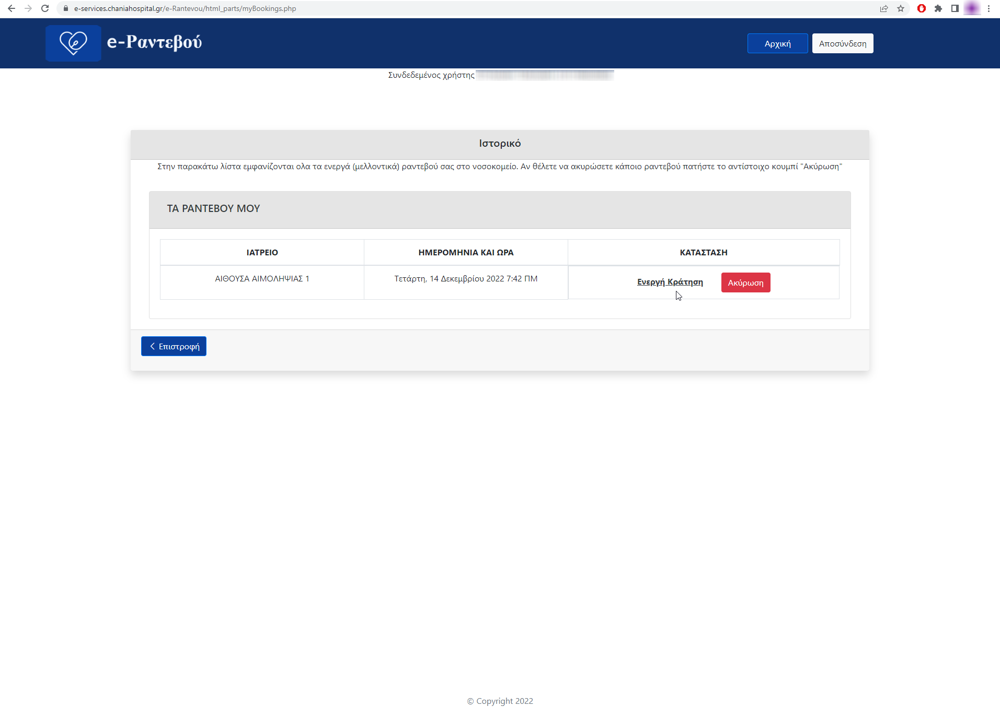 e-services.chaniahospital.gr/e-Rantevou/html_parts/myBookings.php
e-Ραντεβού
Αρχική
Αποσύνδεση
Συνδεδεμένος χρήστης
Ιστορικό
Στην παρακάτω λίστα εμφανίζονται ολα τα ενεργά (μελλοντικά) ραντεβού σας στο νοσοκομείο. Αν θέλετε να ακυρώσετε κάποιο ραντεβού πατήστε το αντίστοιχο κουμπί "Ακύρωση"
ΤΑ ΡΑΝΤΕΒΟΥ ΜΟΥ
ΙΑΤΡΕΙΟ ΗΜΕΡΟΜΗΝΙΑ ΚΑΙ ΩΡΑ ΚΑΤΑΣΤΑΣΗ
ΑΙΘΟΥΣΑ ΑΙΜΟΛΗΨΙΑΣ 1 Τετάρτη, 14 Δεκεμβρίου 2022 7:42 ΠΜ Ενεργή Κράτηση Ακύρωση
Επιστροφή
© Copyright 2022